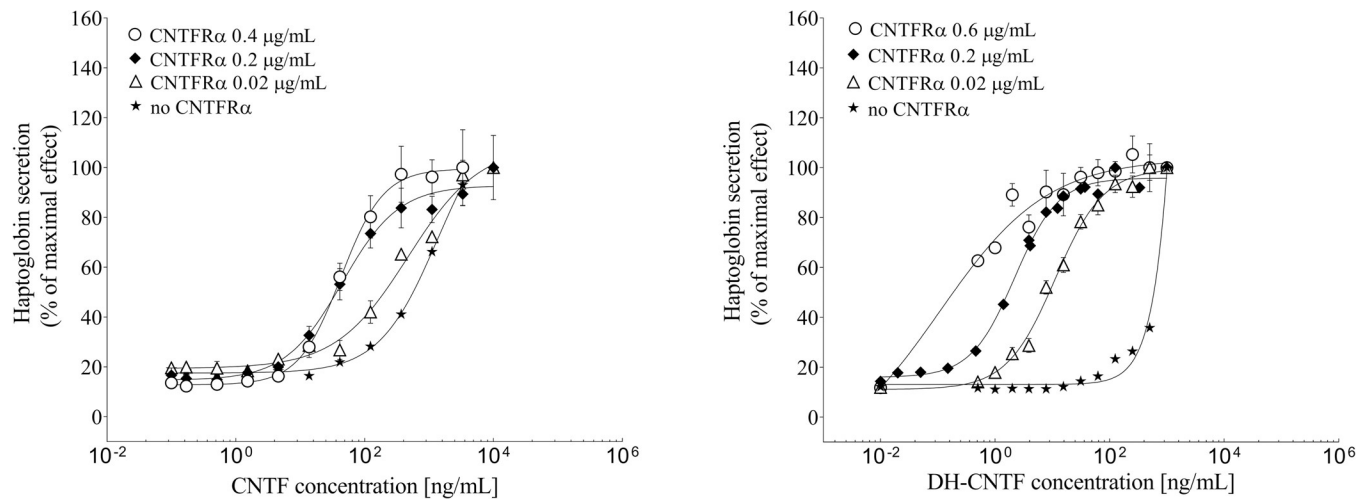 160
140
120
100
80
60
40
20
0
Haptoglobin secretion
(% of maximal effect)
CNTFRα 0.4 μg/mL
CNTFRα 0.2 μg/mL
CNTFRα 0.02 μg/mL
no CNTFRα
10-2 100 102 104 106
CNTF concentration [ng/mL]
160
140
120
100
80
60
40
20
0
Haptoglobin secretion
(% of maximal effect)
CNTFRα 0.6 μg/mL
CNTFRα 0.2 μg/mL
CNTFRα 0.02 μg/mL
no CNTFRα
10-2 100 102 104 106
DH-CNTF concentration [ng/mL]